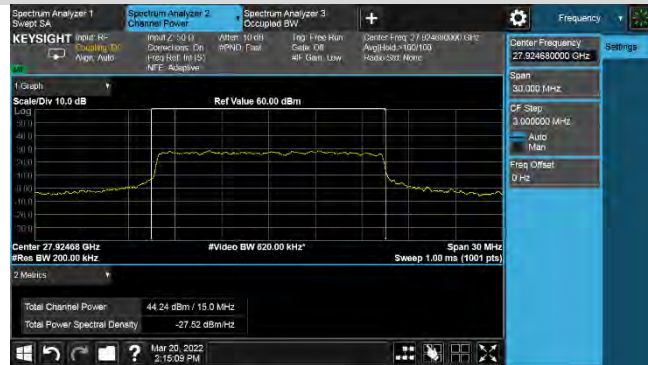 Spectrum Analyzer 1
Swept SA
Spectrum Analyzer 2
Channel Power
Spectrum Analyzer 3
Occupied BW
+
Frequency
KEYSIGHT Input: RF
Coupling: DC
Align: Auto
Input Z: 50 Ω
Corrections: On
Freq Ref: Int (S)
NFE: Adaptive
Atten: 10 dB
#PNO: Fast
Trig: Free Run
Gate: Off
#IF Gain: Low
Center Freq: 27.924680000 GHz
Avg|Hold:>100/100
Radio Std: None
Center Frequency
27.924680000 GHz
Settings
Span
30.000 MHz
CF Step
3.000000 MHz
Auto
Man
Freq Offset
0 Hz
1 Graph
Scale/Div 10.0 dB
Ref Value 60.00 dBm
Log
Center 27.92468 GHz
#Res BW 200.00 kHz
#Video BW 620.00 kHz*
Span 30 MHz
Sweep 1.00 ms (1001 pts)
2 Metrics
Total Channel Power 44.24 dBm / 15.0 MHz
Total Power Spectral Density -27.52 dBm/Hz
?
Mar 20, 2022
2:15:09 PM